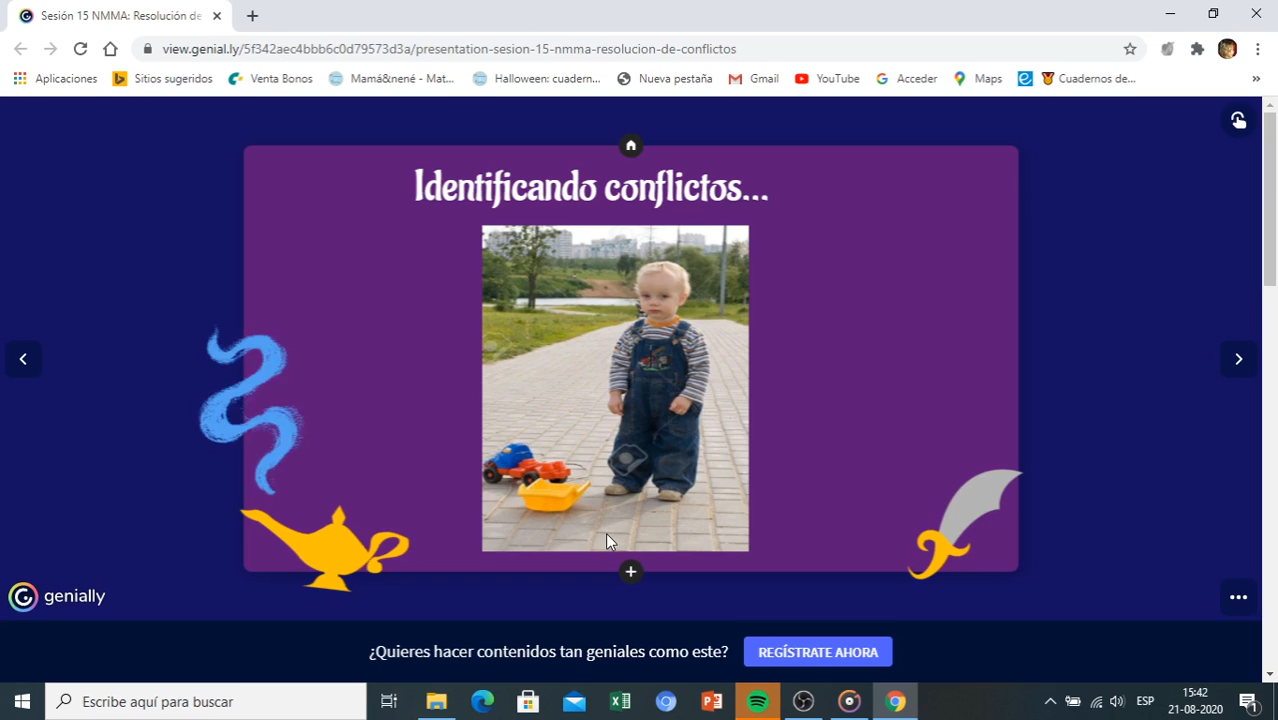 Sesión 15 NMMA: Resolución de
view.genial.ly/5f342aec4bbb6c0d79573d3a/presentation-sesion-15-nmma-resolucion-de-conflictos
Aplicaciones Sitios sugeridos Venta Bonos Mamá&nené - Mat... Halloween: cuadern... Nueva pestaña Gmail YouTube Acceder Maps Cuadernos de... »
Identificando conflictos...
genially
¿Quieres hacer contenidos tan geniales como este? REGÍSTRATE AHORA
Escribe aquí para buscar
ESP
15:42
21-08-2020
1